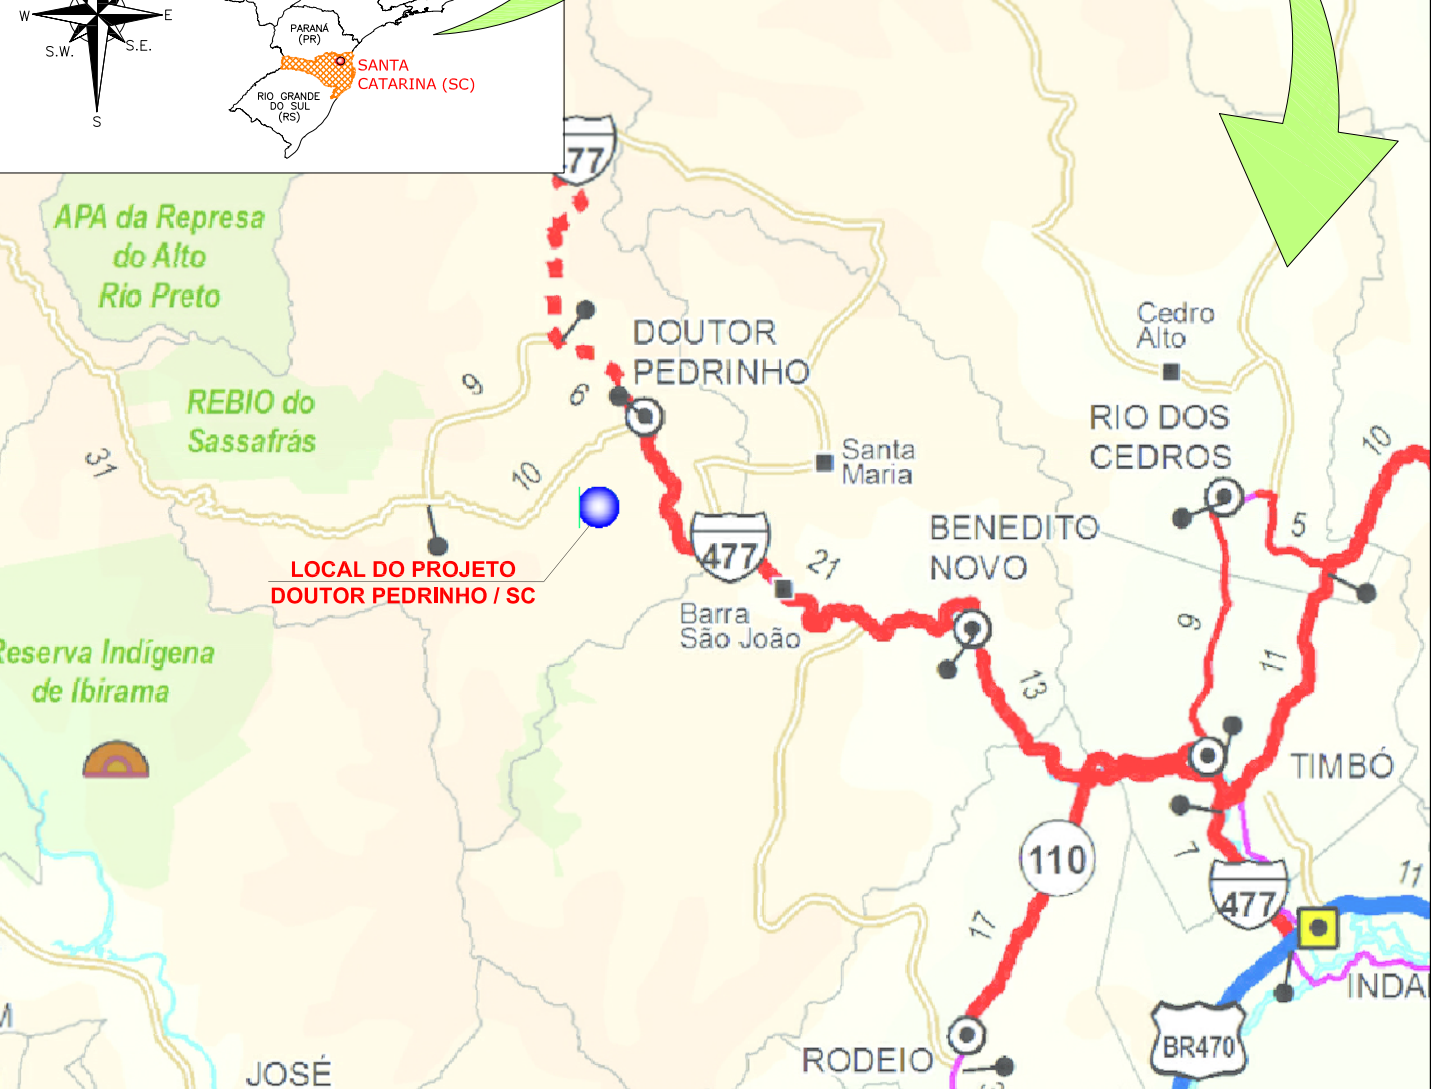 W
E
S.W.
S.E.
S
PARANÁ
(PR)
SANTA
CATARINA (SC)
RIO GRANDE
DO SUL
(RS)
77
APA da Represa
do Alto
Rio Preto
DOUTOR
PEDRINHO
Cedro
Alto
9
6
REBIO do
Sassafrás
RIO DOS
CEDROS
10
31
10
Santa
Maria
BENEDITO
NOVO
5
477
21
LOCAL DO PROJETO
DOUTOR PEDRINHO / SC
Barra
São João
9
11
Reserva Indígena
de Ibirama
13
TIMBÓ
110
1
477
11
17
INDAI
BR470
RODEIO
JOSÉ
M